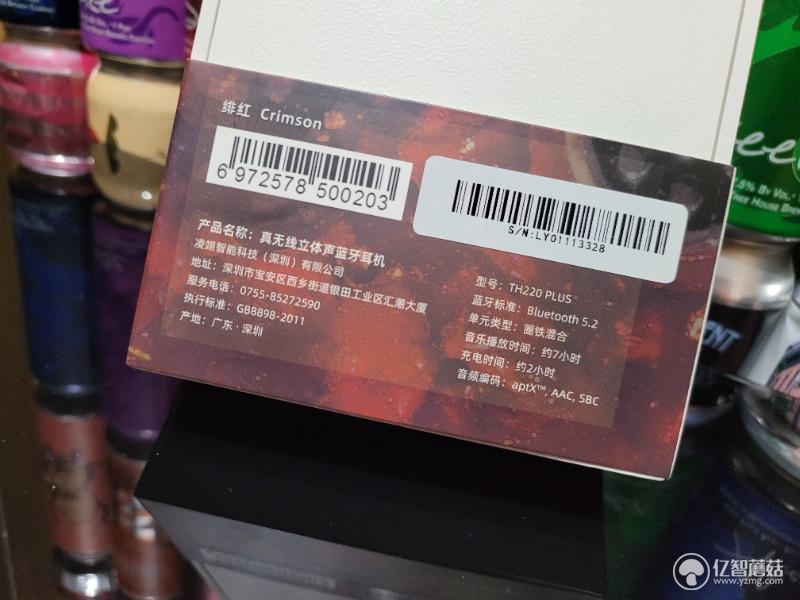 绯红 Crimson
6 972578 500203
S/N:LY01113328
产品名称：真无线立体声蓝牙耳机
凌翃智能科技（深圳）有限公司
地址：深圳市宝安区西乡街道银田工业区汇潮大厦
服务电话：0755-85272590
执行标准：GB8898-2011
产地：广东·深圳
型号：TH220 PLUS
蓝牙标准：Bluetooth 5.2
单元类型：圈铁混合
音乐播放时间：约7小时
充电时间：约2小时
音频编码：aptX™, AAC, SBC
亿智蘑菇
www.yzmg.com